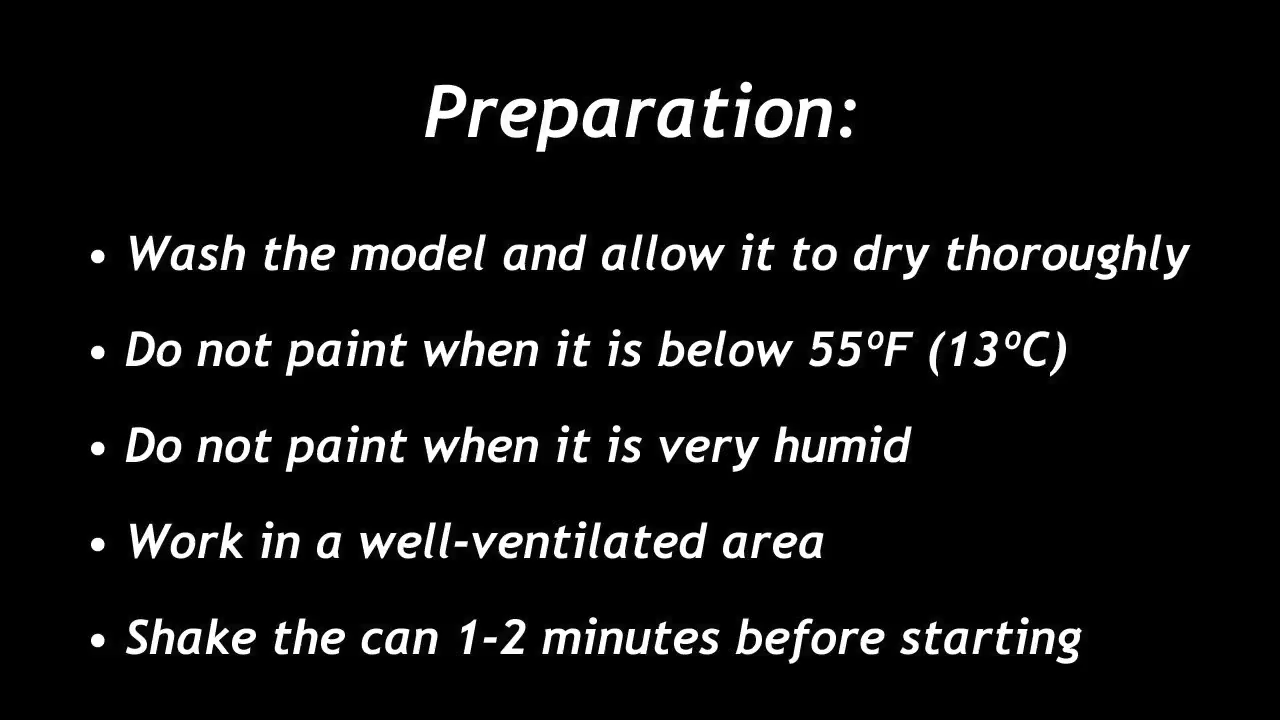 Preparation:
• Wash the model and allow it to dry thoroughly
• Do not paint when it is below 55ºF (13ºC)
• Do not paint when it is very humid
• Work in a well-ventilated area
• Shake the can 1-2 minutes before starting